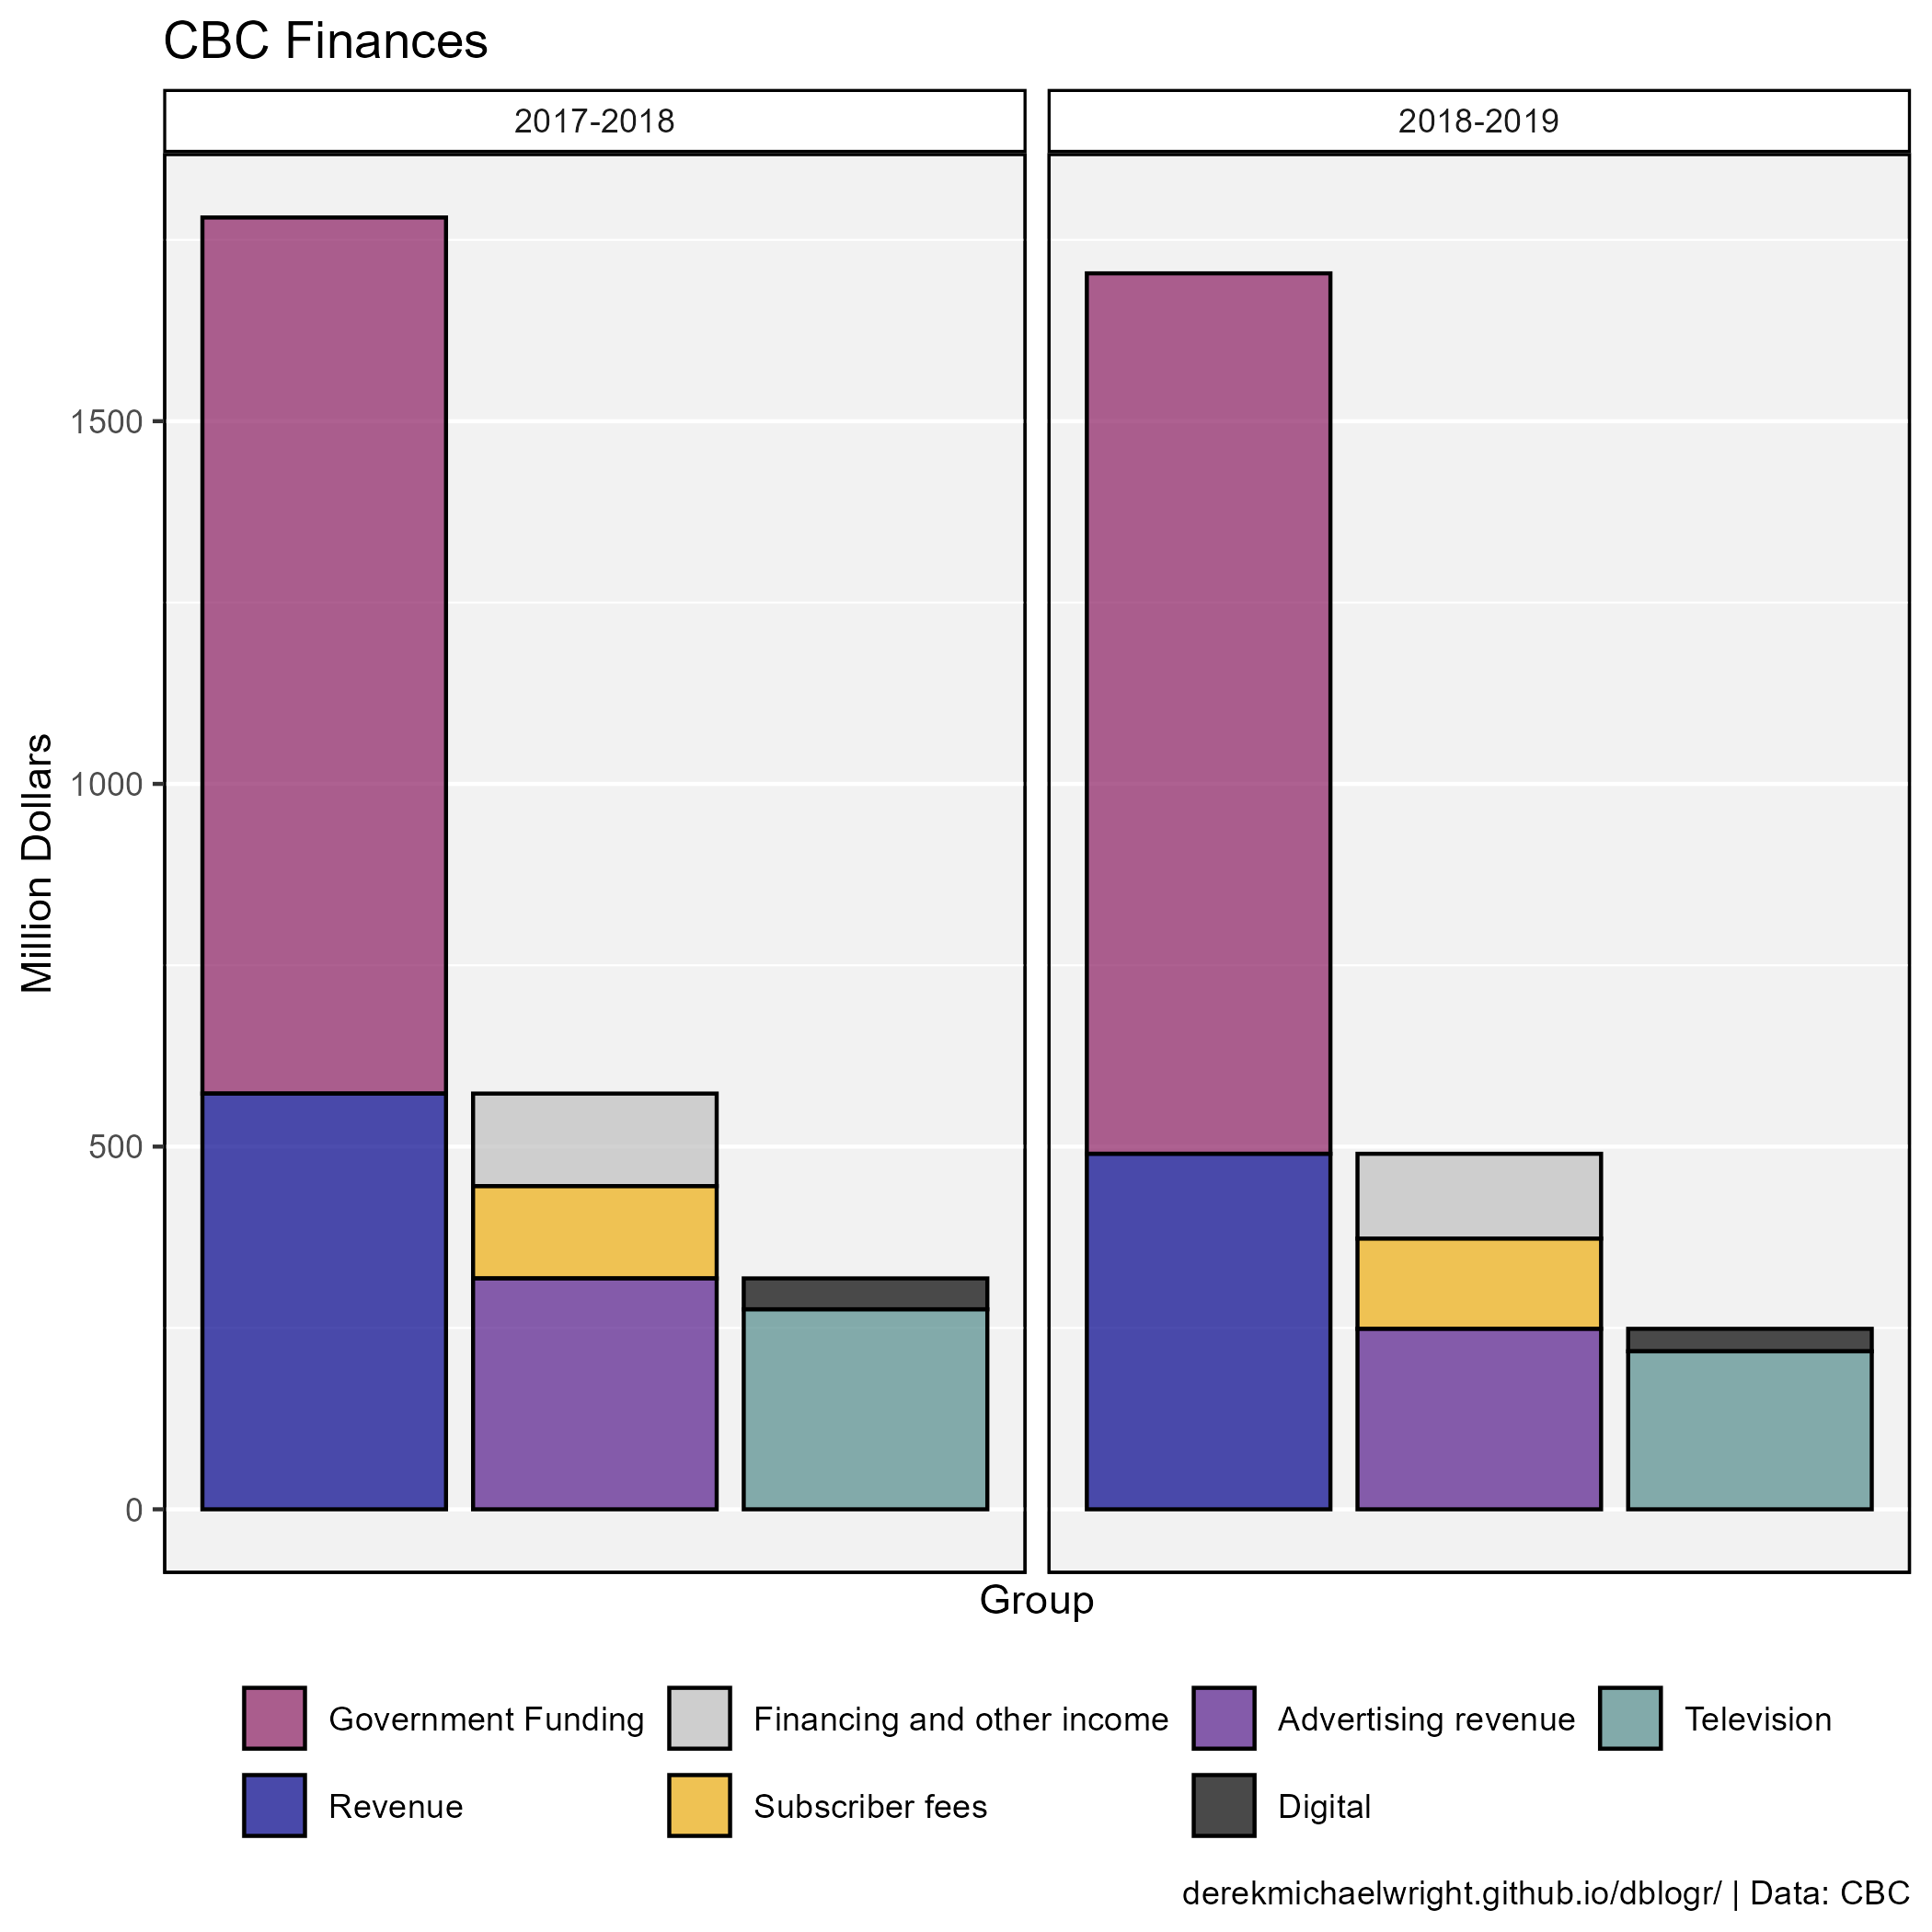 CBC Finances
2017-2018
2018-2019
Million Dollars
1500
1000
500
0
Group
Government Funding
Financing and other income
Advertising revenue
Television
Revenue
Subscriber fees
Digital
derekmichaelwright.github.io/dblogr/ | Data: CBC